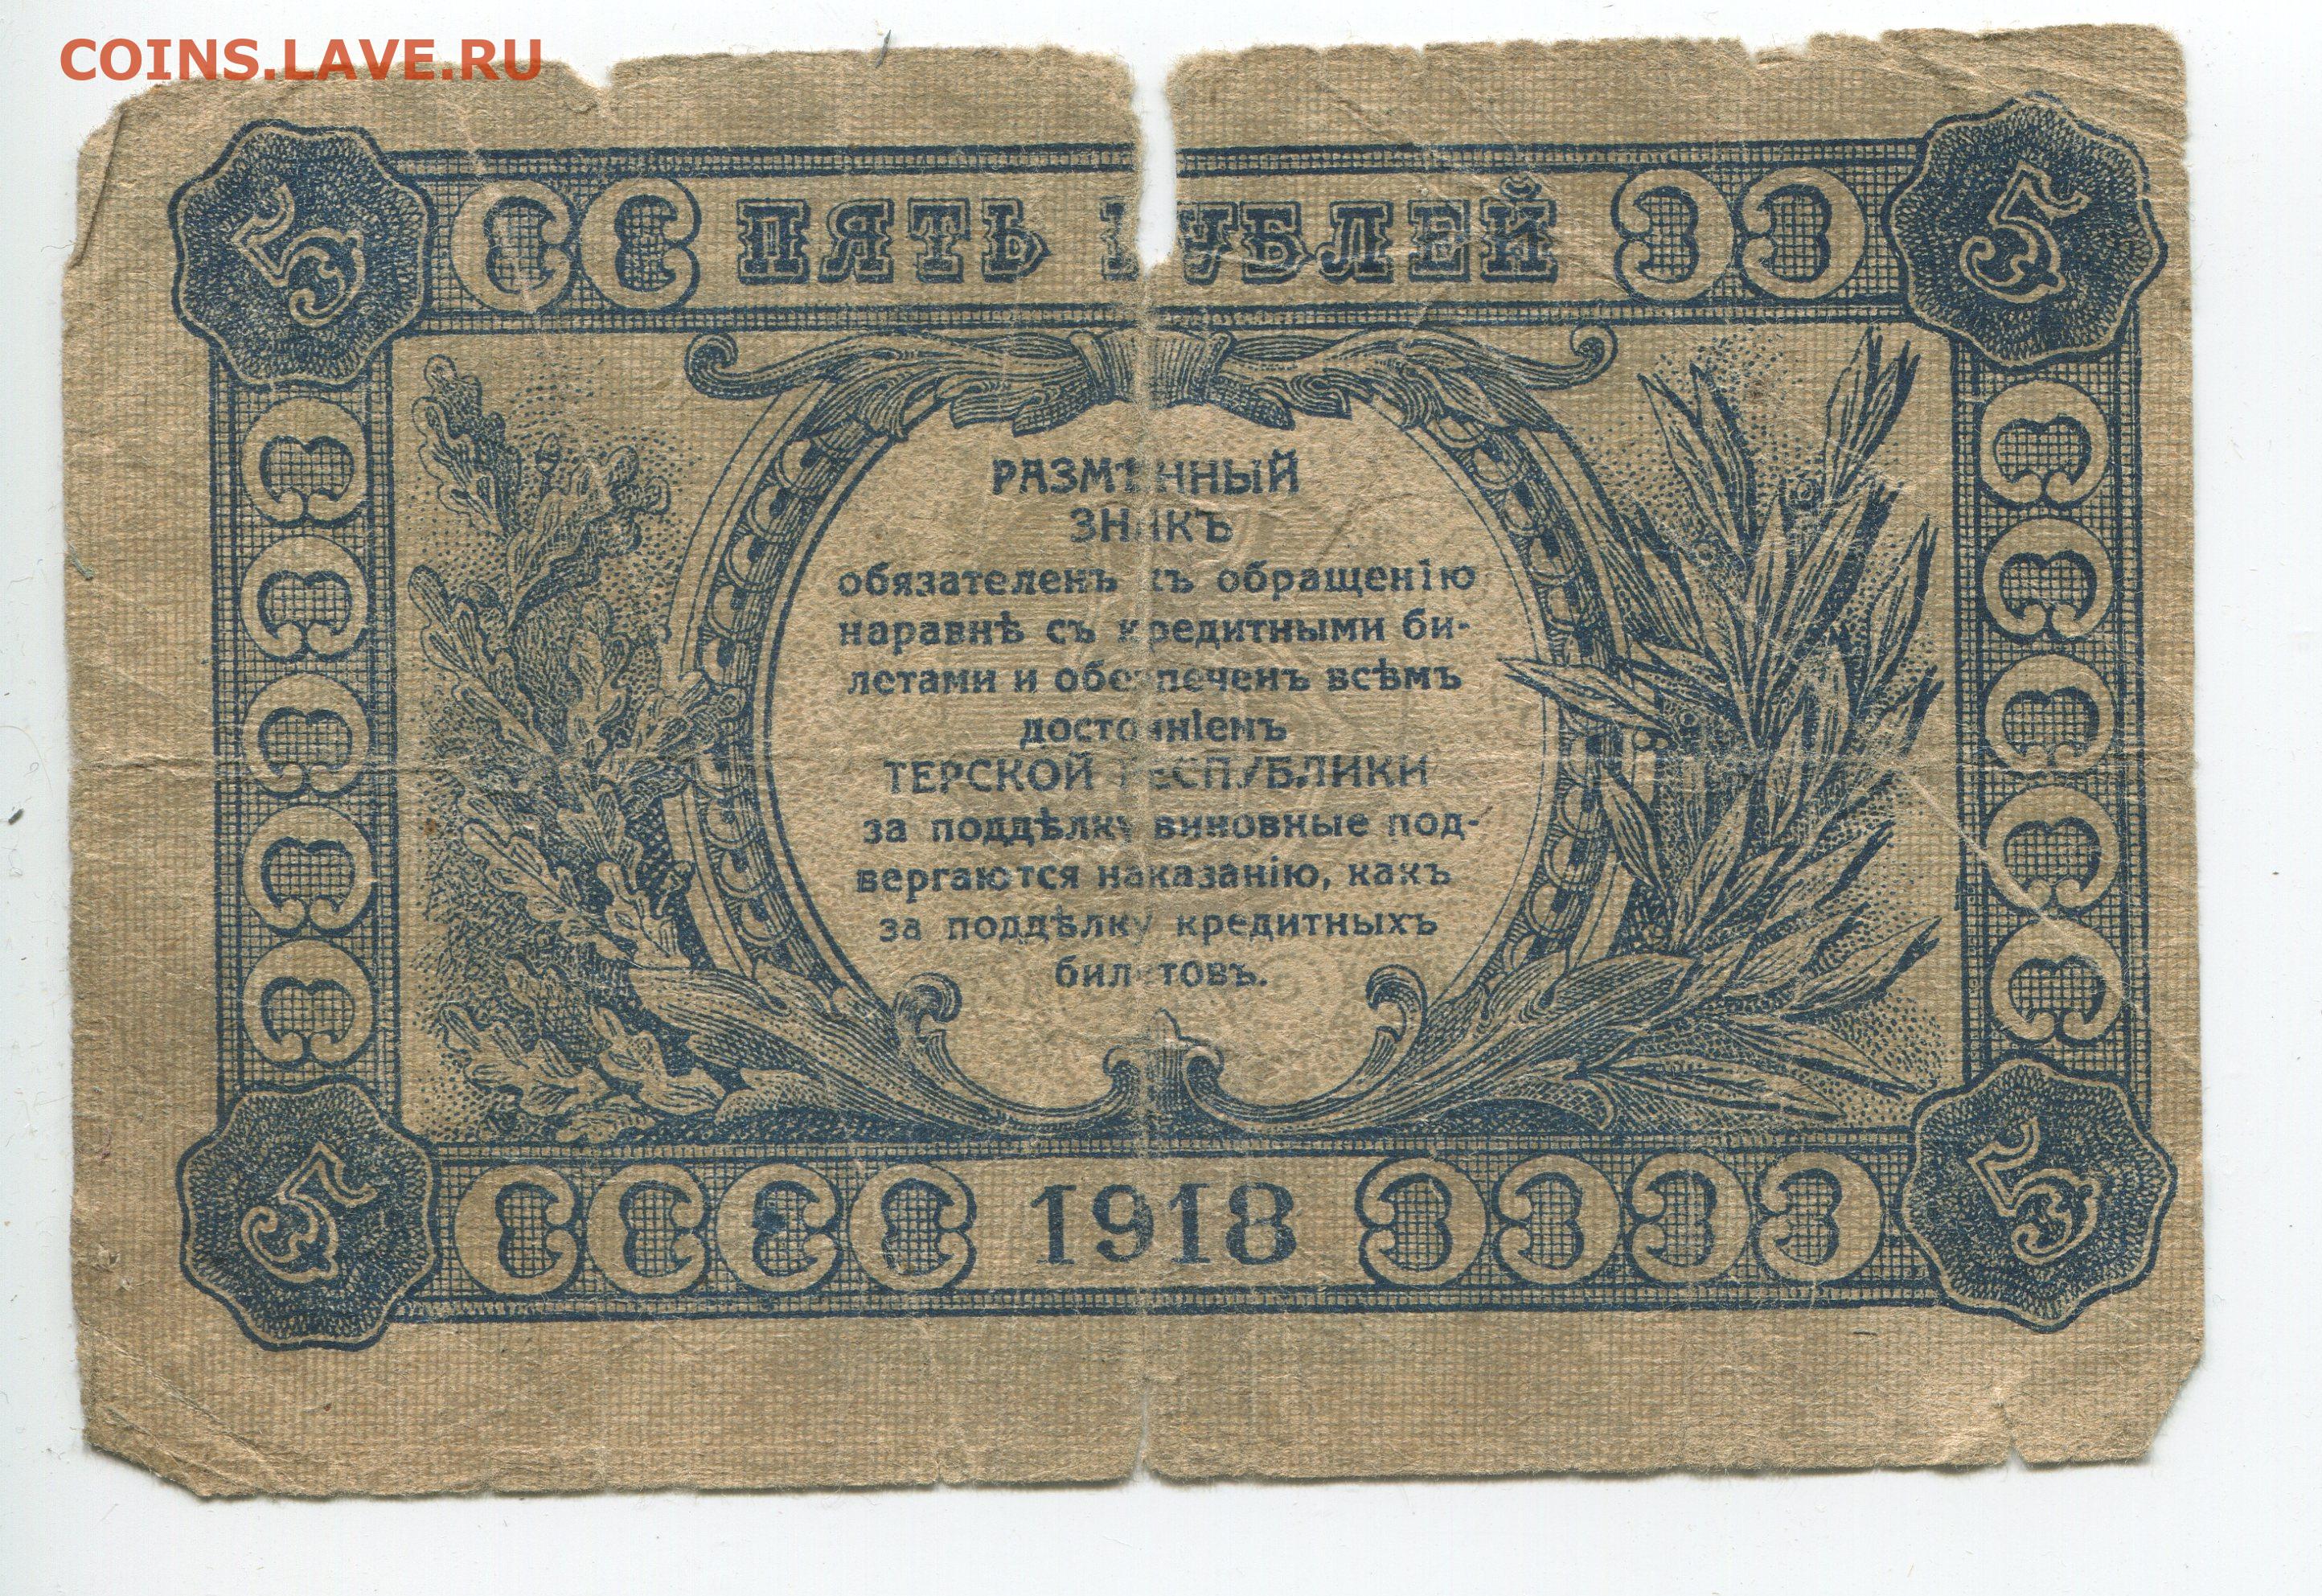 COINS.LAVE.RU
5 ПЯТЬ РУБЛЕЙ 5
РАЗМѢННЫЙ
ЗНАКЪ
обязателенъ къ обращенію
наравнѣ съ кредитными би-
летами и обезпеченъ всѣмъ
достояніемъ
ТЕРСКОЙ РЕСПУБЛИКИ
за поддѣлку виновные под-
вергаются наказанію, какъ
за поддѣлку кредитныхъ
билетовъ.
5 1918 5